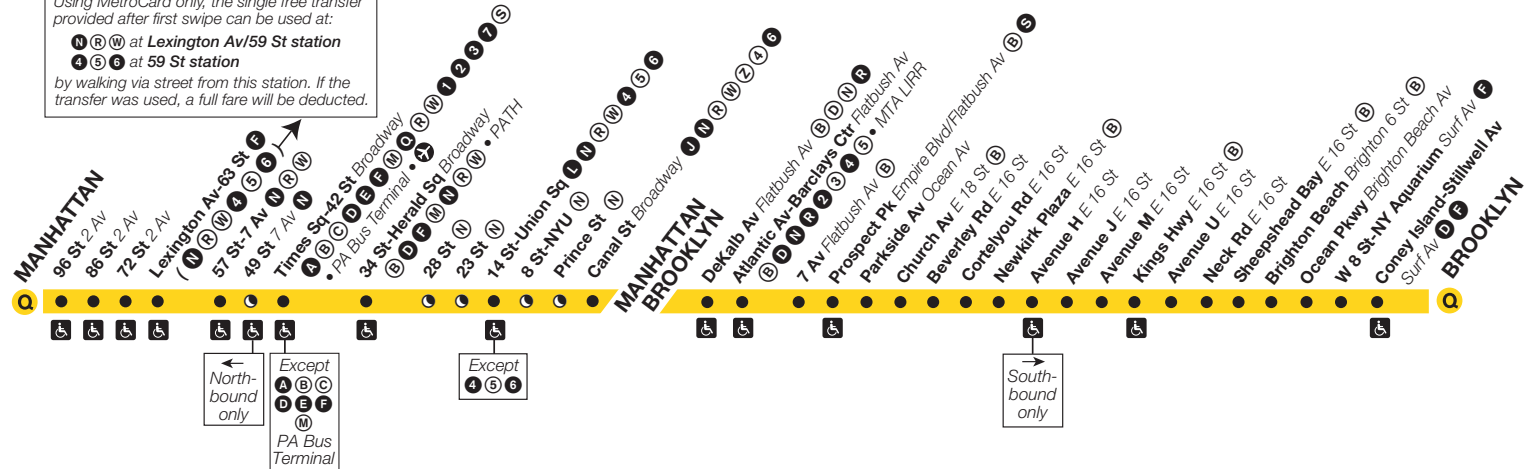 Using MetroCard only, the single free transfer
provided after first swipe can be used at:
N R W at Lexington Av/59 St station
4 5 6 at 59 St station
by walking via street from this station. If the
transfer was used, a full fare will be deducted.
Q
MANHATTAN
96 St 2 Av
86 St 2 Av
72 St 2 Av
Lexington Av-63 St F
(N R W 4 5 6)
57 St-7 Av N R W
49 St 7 Av N
Times Sq-42 St Broadway
A B C D E F M Q R W 1 2 3 7 S
• PA Bus Terminal •
34 St-Herald Sq Broadway
B D F M N R W • PATH
28 St N
23 St N
14 St-Union Sq L N R W 4 5 6
8 St-NYU N
Prince St N
Canal St Broadway J N R W Z 4 6
MANHATTAN
BROOKLYN
DeKalb Av Flatbush Av B D N R
Atlantic Av-Barclays Ctr Flatbush Av
B D N R 2 3 4 5 • MTA LIRR
7 Av Flatbush Av B
Prospect Pk Empire Blvd/Flatbush Av B S
Parkside Av Ocean Av
Church Av E 18 St B
Beverley Rd E 16 St
Cortelyou Rd E 16 St
Newkirk Plaza E 16 St B
Avenue H E 16 St
Avenue J E 16 St
Avenue M E 16 St
Kings Hwy E 16 St B
Avenue U E 16 St
Neck Rd E 16 St
Sheepshead Bay E 16 St B
Brighton Beach Brighton 6 St B
Ocean Pkwy Brighton Beach Av
W 8 St-NY Aquarium Surf Av F
Coney Island-Stillwell Av
Surf Av D F
BROOKLYN
Q
North-
bound
only
Except
A B C
D E F
M
PA Bus
Terminal
Except
4 5 6
South-
bound
only